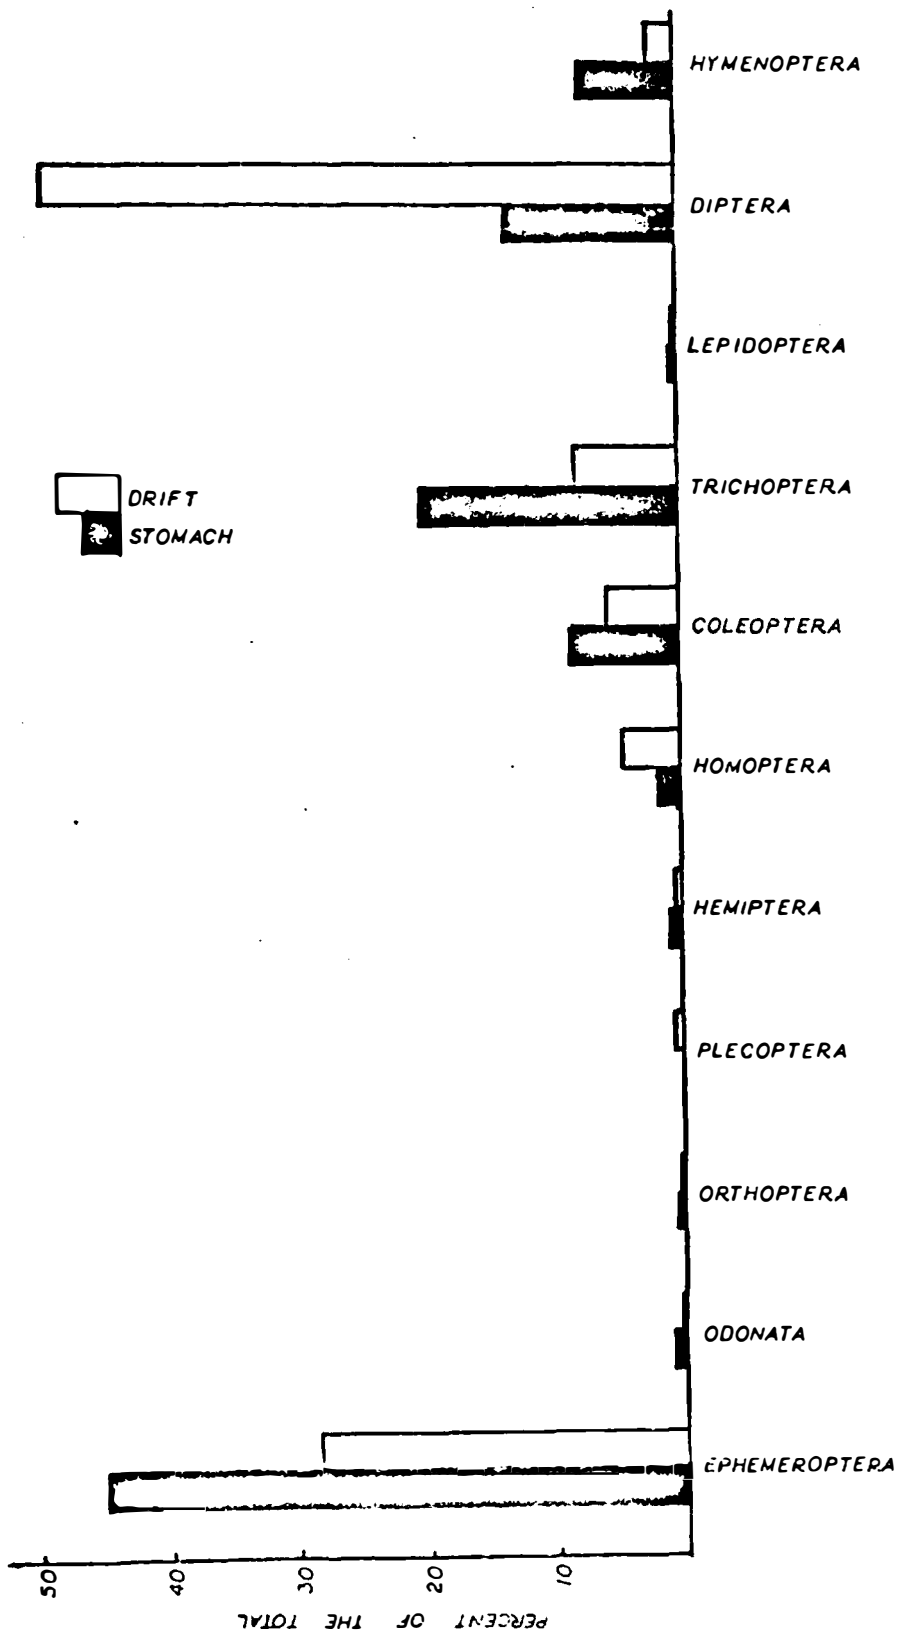 HYMENOPTERA
DIPTERA
LEPIDOPTERA
TRICHOPTERA
DRIFT
STOMACH
COLEOPTERA
HOMOPTERA
HEMIPTERA
PLECOPTERA
ORTHOPTERA
ODONATA
EPHEMEROPTERA
50 40 30 20 10
PERCENT OF THE TOTAL